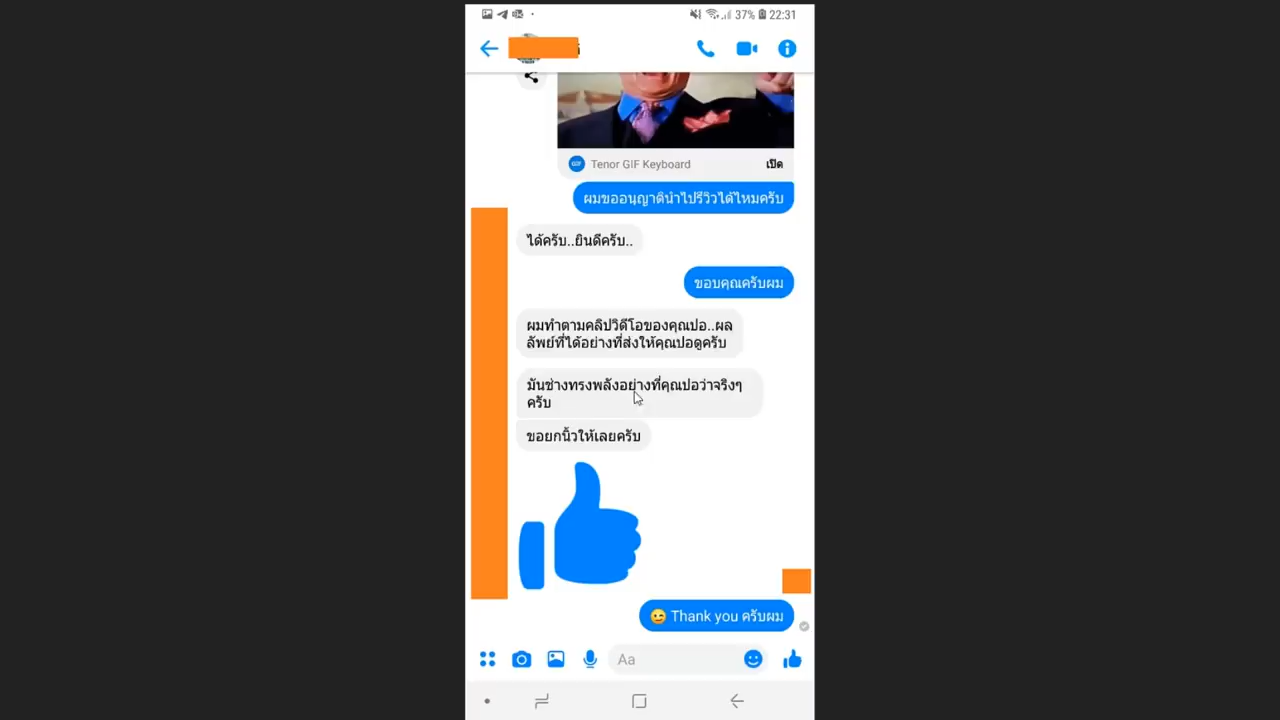 37% 22:31
Tenor GIF Keyboard เปิด
ผมขออนุญาตินำไปรีวิวได้ไหมครับ
ได้ครับ..ยินดีครับ..
ขอบคุณครับผม
ผมทำตามคลิปวิดีโอของคุณปอ..ผล
ลัพย์ที่ได้อย่างที่ส่งให้คุณปอดูครับ
มันช่างทรงพลังอย่างที่คุณปอว่าจริงๆ
ครับ
ขอยกนิ้วให้เลยครับ
😉 Thank you ครับผม
Aa